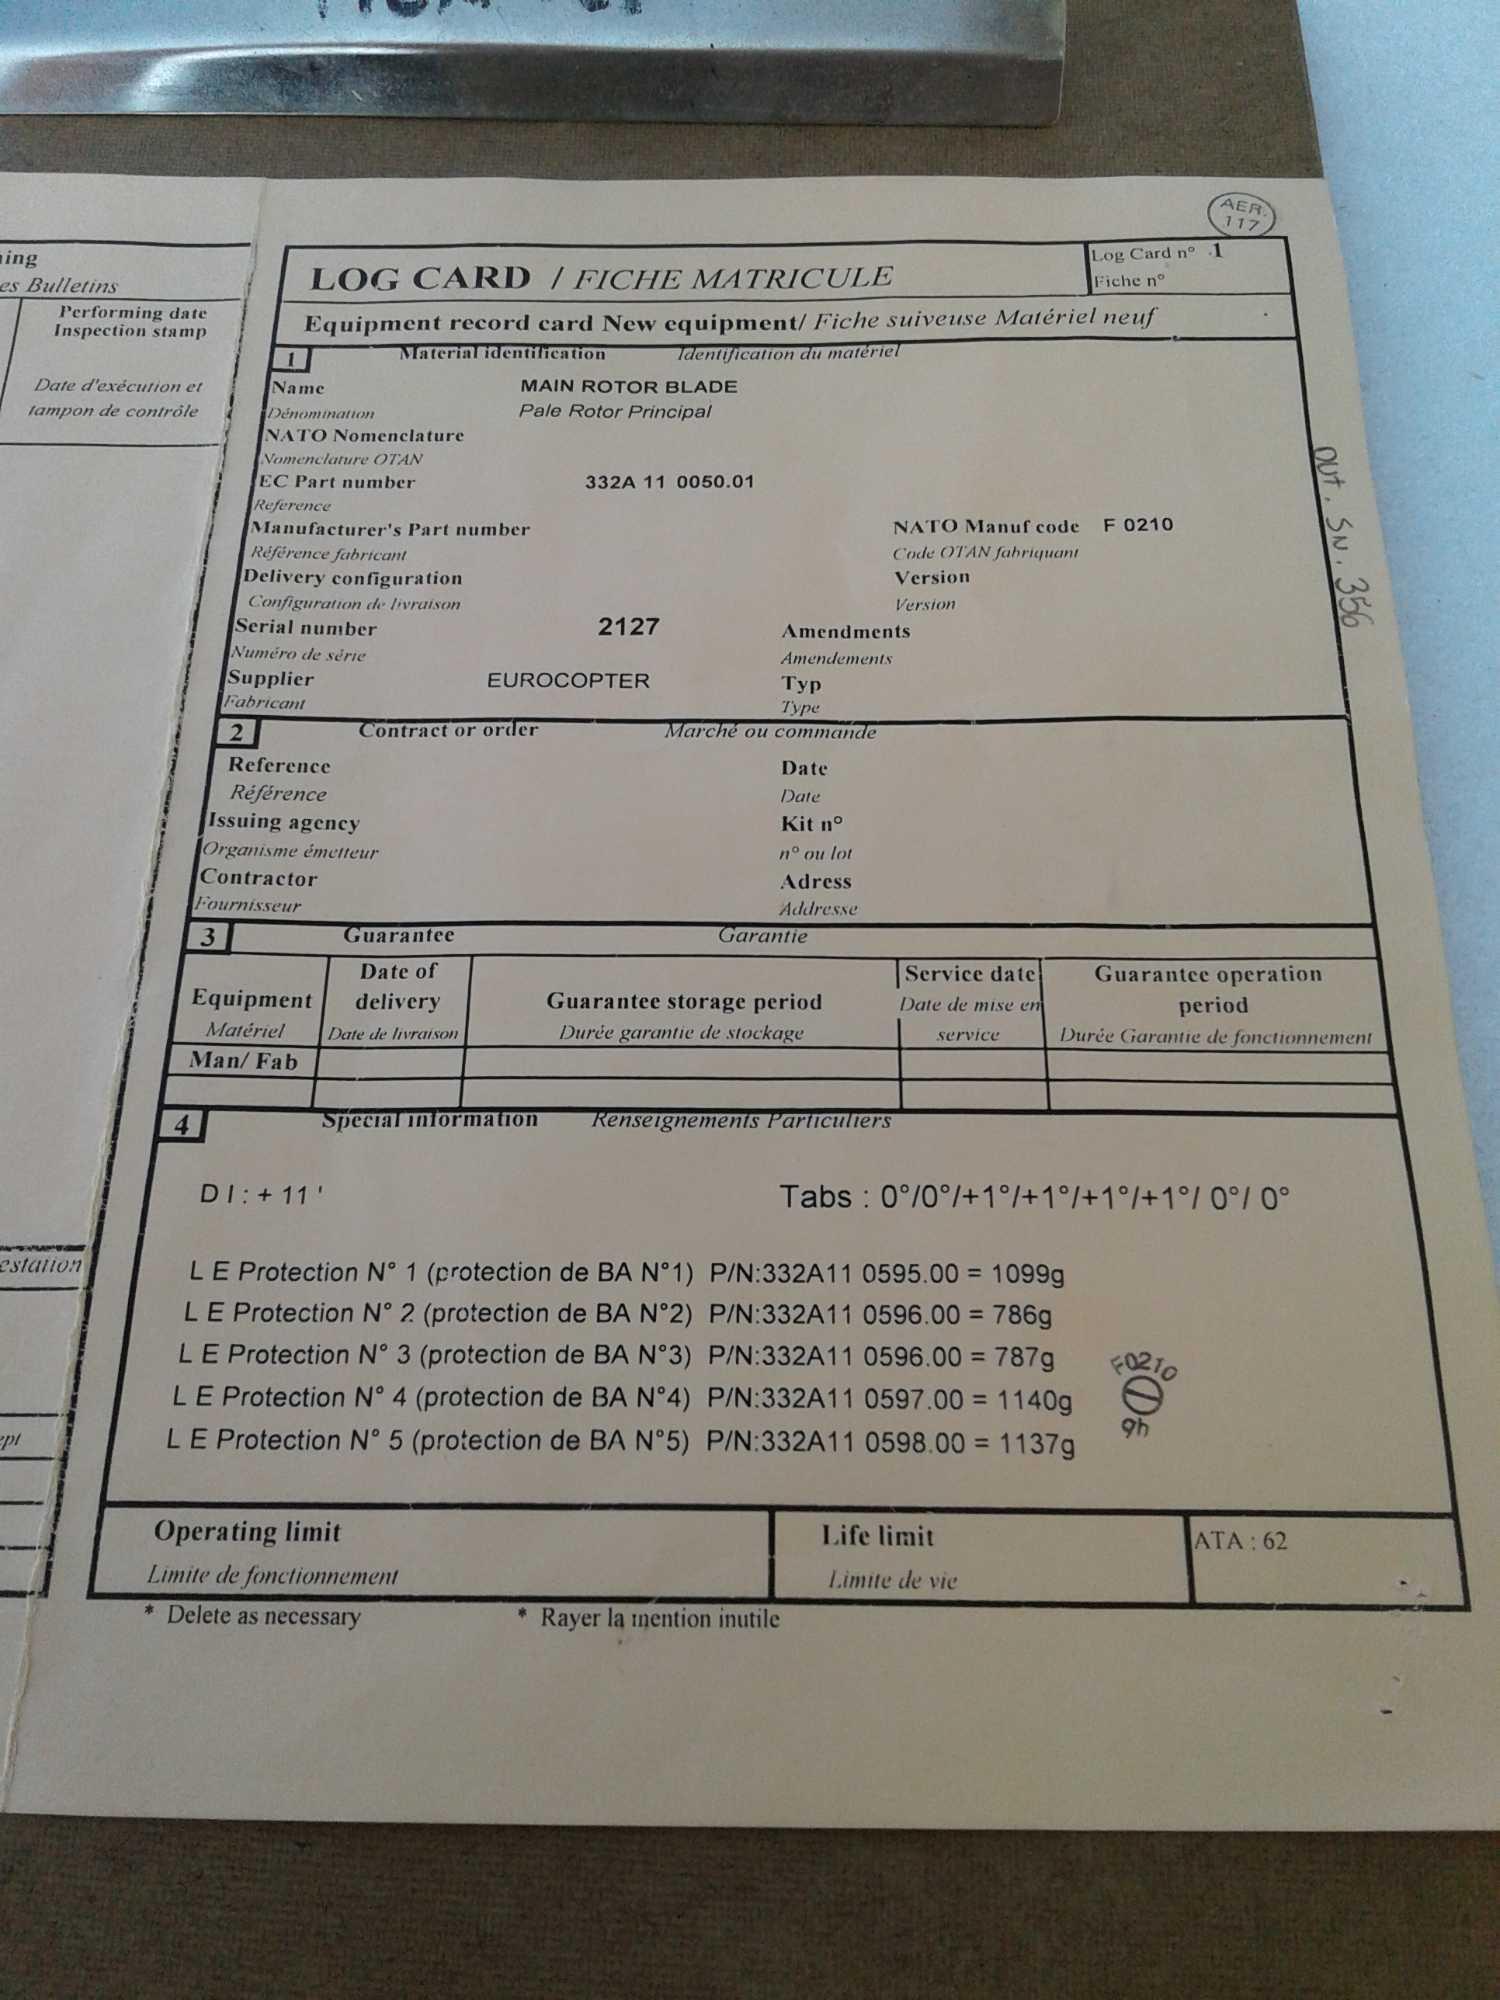 AER.
117
ing
es Bulletins
Performing date
Inspection stamp
Date d'exécution et
tampon de contrôle
estation
ept
LOG CARD / FICHE MATRICULE
Log Card n° 1
Fiche n°
Equipment record card New equipment/ Fiche suiveuse Matériel neuf
1 Material identification Identification du matériel
Name MAIN ROTOR BLADE
Dénomination Pale Rotor Principal
NATO Nomenclature
Nomenclature OTAN
EC Part number 332A 11 0050.01
Reference
Manufacturer's Part number NATO Manuf code F 0210
Référence fabricant Code OTAN fabriquant
Delivery configuration Version
Configuration de livraison Version
Serial number 2127 Amendments
Numéro de série Amendements
Supplier EUROCOPTER Typ
Fabricant Type
OUT. SN. 356
2 Contract or order Marché ou commande
Reference Date
Référence Date
Issuing agency Kit n°
Organisme émetteur n° ou lot
Contractor Adress
Fournisseur Addresse
3 Guarantee Garantie
Equipment
Matériel
Date of
delivery
Date de livraison
Guarantee storage period
Durée garantie de stockage
Service date
Date de mise en
service
Guarantee operation
period
Durée Garantie de fonctionnement
Man/ Fab
4 Special information Renseignements Particuliers
D I : + 11 ' Tabs : 0°/0°/+1°/+1°/+1°/+1°/ 0°/ 0°
L E Protection N° 1 (protection de BA N°1) P/N:332A11 0595.00 = 1099g
L E Protection N° 2 (protection de BA N°2) P/N:332A11 0596.00 = 786g
L E Protection N° 3 (protection de BA N°3) P/N:332A11 0596.00 = 787g
L E Protection N° 4 (protection de BA N°4) P/N:332A11 0597.00 = 1140g
L E Protection N° 5 (protection de BA N°5) P/N:332A11 0598.00 = 1137g
F0210
Operating limit Life limit ATA : 62
Limite de fonctionnement Limite de vie
* Delete as necessary * Rayer la mention inutile